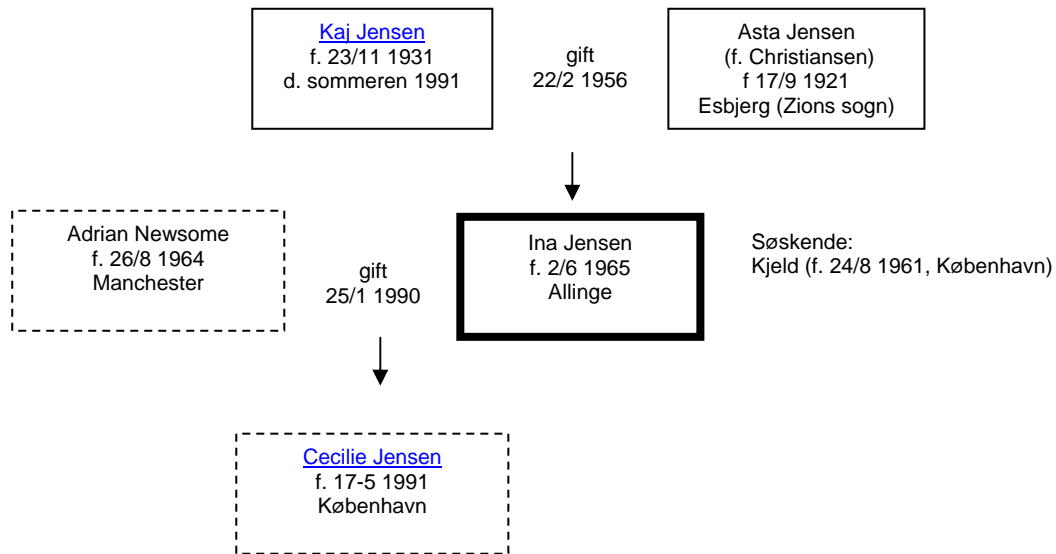 Kaj Jensen
f. 23/11 1931
d. sommeren 1991
gift
22/2 1956
Asta Jensen
(f. Christiansen)
f 17/9 1921
Esbjerg (Zions sogn)
Adrian Newsome
f. 26/8 1964
Manchester
gift
25/1 1990
Ina Jensen
f. 2/6 1965
Allinge
Søskende:
Kjeld (f. 24/8 1961, København)
Cecilie Jensen
f. 17-5 1991
København